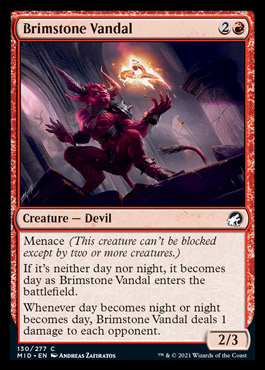 Brimstone Vandal 2
Creature — Devil
Menace (This creature can't be blocked
except by two or more creatures.)
If it's neither day nor night, it becomes
day as Brimstone Vandal enters the
battlefield.
Whenever day becomes night or night
becomes day, Brimstone Vandal deals 1
damage to each opponent.
2/3
130/277 C
MID • EN Andreas Zafiratos
™ & © 2021 Wizards of the Coast